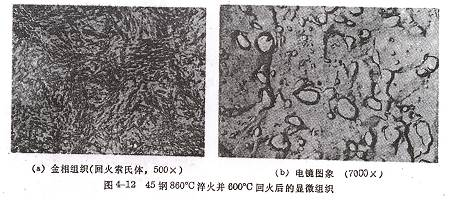 (a) 金相组织(回火索氏体，500×)
(b) 电镜图象 (7000×)
图 4-12 45 钢860℃淬火并600℃回火后的显微组织